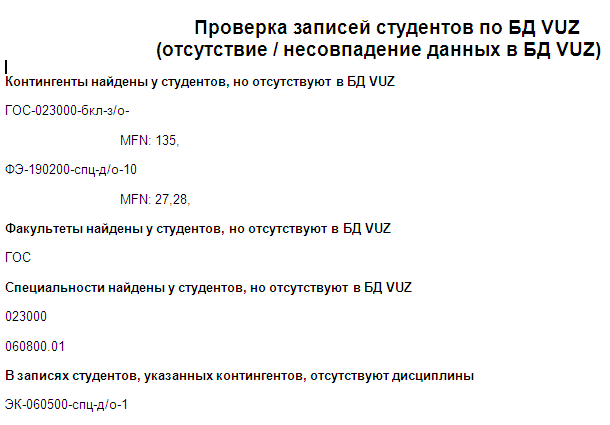 Проверка записей студентов по БД VUZ
(отсутствие / несовпадение данных в БД VUZ)
Контингенты найдены у студентов, но отсутствуют в БД VUZ
ГОС-023000-бкл-з/о-
MFN: 135,
ФЭ-190200-спц-д/о-10
MFN: 27,28,
Факультеты найдены у студентов, но отсутствуют в БД VUZ
ГОС
Специальности найдены у студентов, но отсутствуют в БД VUZ
023000
060800.01
В записях студентов, указанных контингентов, отсутствуют дисциплины
ЭК-060500-спц-д/о-1